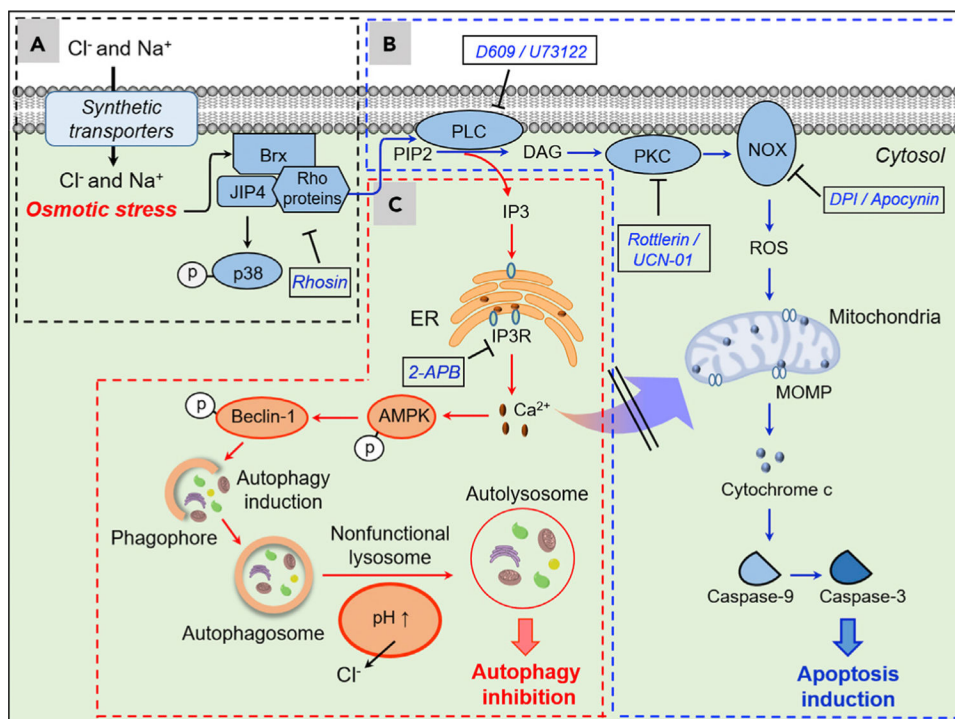 A
Cl⁻ and Na⁺
Synthetic
transporters
Cl⁻ and Na⁺
Osmotic stress
Brx
JIP4
Rho
proteins
p38
p
Rhosin
B
D609 / U73122
PLC
PIP2
DAG
PKC
NOX
Cytosol
Rottlerin /
UCN-01
DPI / Apocynin
ROS
Mitochondria
MOMP
Cytochrome c
Caspase-9
Caspase-3
Apoptosis
induction
C
IP3
ER
IP3R
2-APB
Ca²⁺
AMPK
p
Beclin-1
p
Autophagy
induction
Phagophore
Autophagosome
Nonfunctional
lysosome
pH ↑
Cl⁻
Autolysosome
Autophagy
inhibition